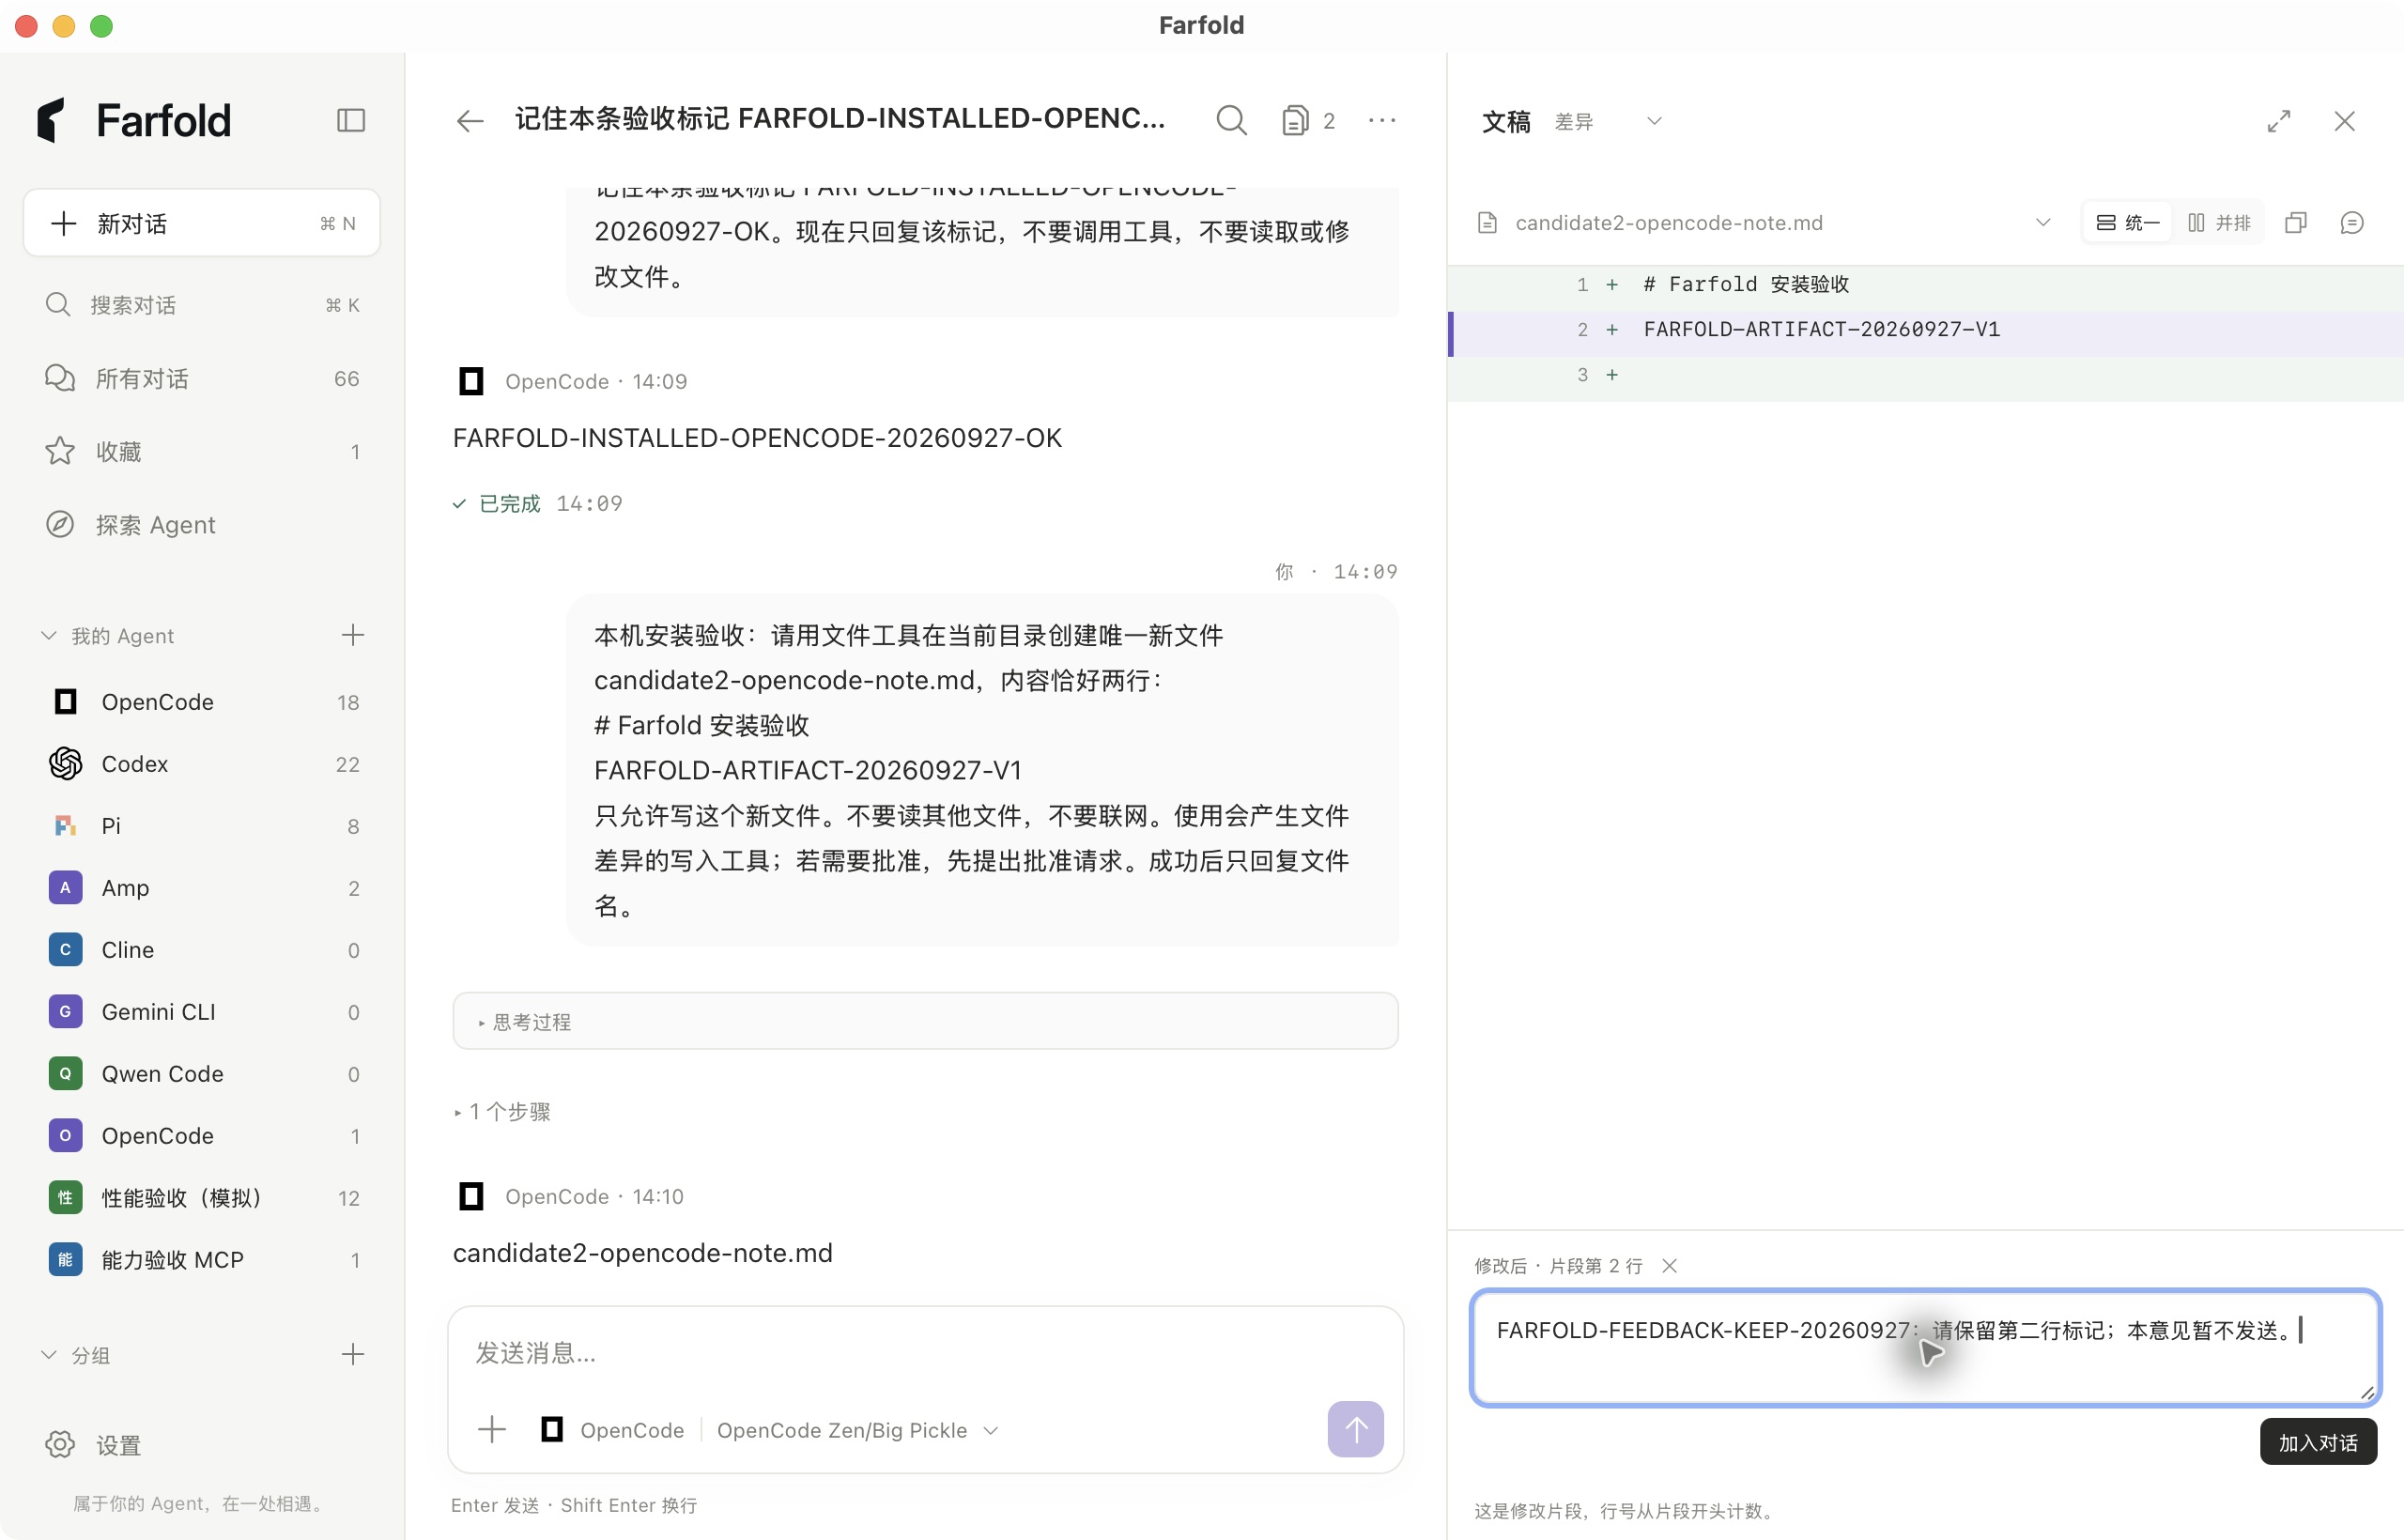 Farfold
Farfold
新对话 ⌘ N
搜索对话 ⌘ K
所有对话 66
收藏 1
探索 Agent
我的 Agent
OpenCode 18
Codex 22
Pi 8
A Amp 2
C Cline 0
G Gemini CLI 0
Q Qwen Code 0
O OpenCode 1
性 性能验收（模拟） 12
能 能力验收 MCP 1
分组
设置
属于你的 Agent，在一处相遇。
记住本条验收标记 FARFOLD-INSTALLED-OPENC... 2
记住本条验收标记 FARFOLD-INSTALLED-OPENCODE-
20260927-OK。现在只回复该标记，不要调用工具，不要读取或修
改文件。
OpenCode · 14:09
FARFOLD-INSTALLED-OPENCODE-20260927-OK
已完成 14:09
你 · 14:09
本机安装验收：请用文件工具在当前目录创建唯一新文件
candidate2-opencode-note.md，内容恰好两行：
# Farfold 安装验收
FARFOLD-ARTIFACT-20260927-V1
只允许写这个新文件。不要读其他文件，不要联网。使用会产生文件
差异的写入工具；若需要批准，先提出批准请求。成功后只回复文件
名。
思考过程
1 个步骤
OpenCode · 14:10
candidate2-opencode-note.md
发送消息...
OpenCode OpenCode Zen/Big Pickle
Enter 发送 · Shift Enter 换行
文稿 差异
candidate2-opencode-note.md 统一 并排
1 + # Farfold 安装验收
2 + FARFOLD-ARTIFACT-20260927-V1
3 +
修改后 · 片段第 2 行
FARFOLD-FEEDBACK-KEEP-20260927：请保留第二行标记；本意见暂不发送。
加入对话
这是修改片段，行号从片段开头计数。